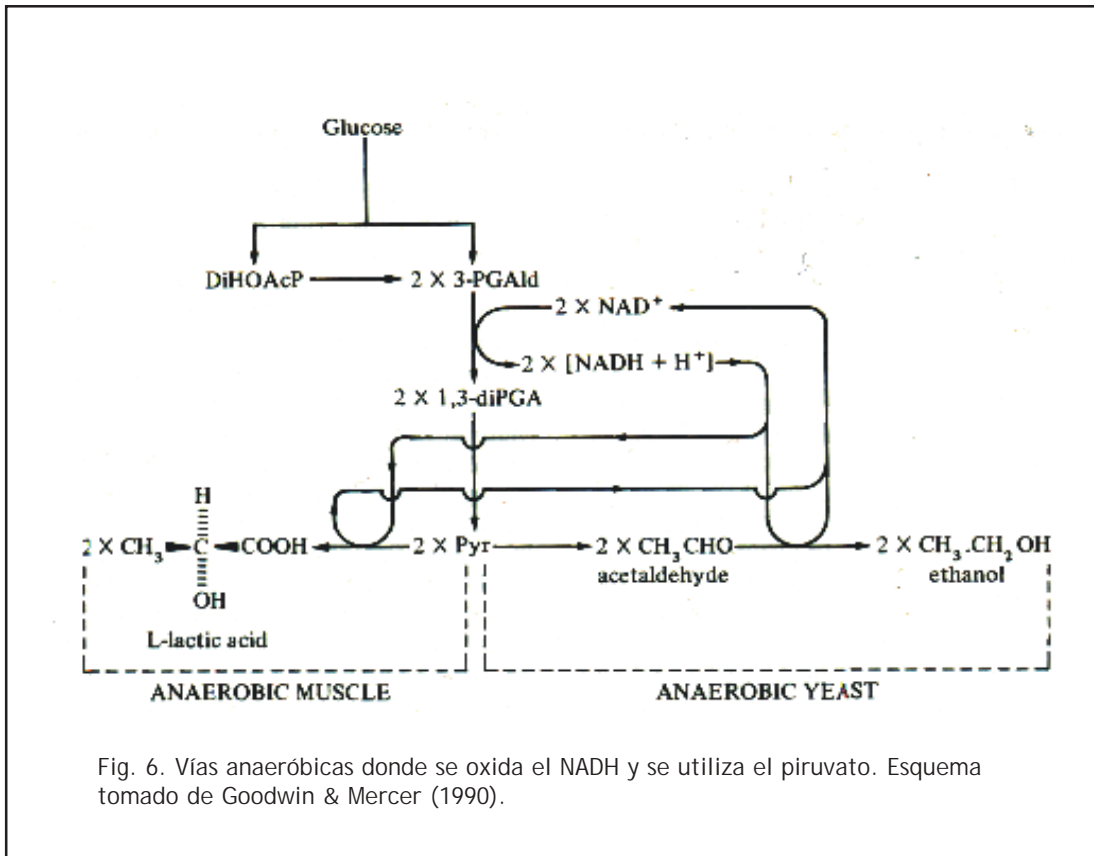 Glucose
DiHOAcP
2 X 3-PGAld
2 X NAD⁺
2 X [NADH + H⁺]
2 X 1,3-diPGA
H
2 X CH₃ C COOH
2 X Pyr
2 X CH₃CHO
2 X CH₃.CH₂OH
OH
acetaldehyde
ethanol
L-lactic acid
ANAEROBIC MUSCLE
ANAEROBIC YEAST
Fig. 6. Vías anaeróbicas donde se oxida el NADH y se utiliza el piruvato. Esquema
tomado de Goodwin & Mercer (1990).